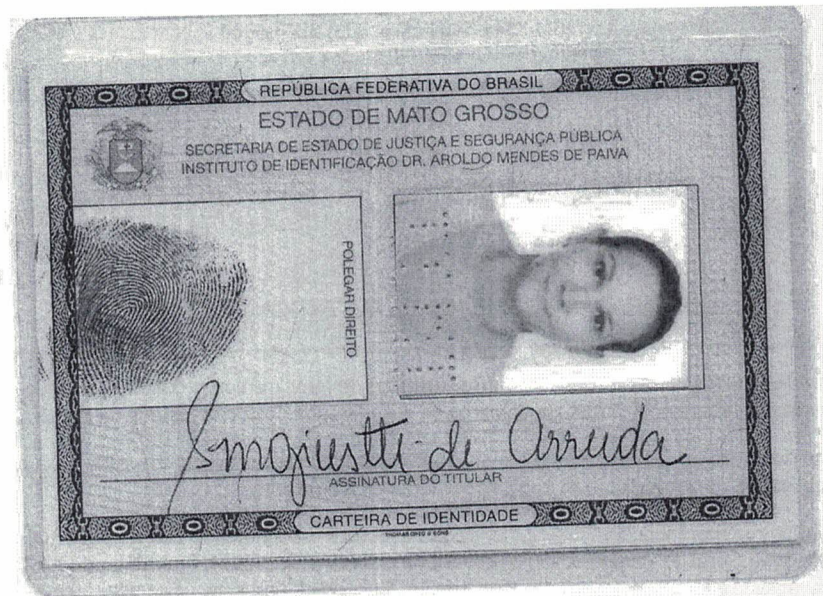 REPÚBLICA FEDERATIVA DO BRASIL
ESTADO DE MATO GROSSO
SECRETARIA DE ESTADO DE JUSTIÇA E SEGURANÇA PÚBLICA
INSTITUTO DE IDENTIFICAÇÃO DR. AROLDO MENDES DE PAIVA
POLEGAR DIREITO
Smgiustti de Arruda
ASSINATURA DO TITULAR
CARTEIRA DE IDENTIDADE